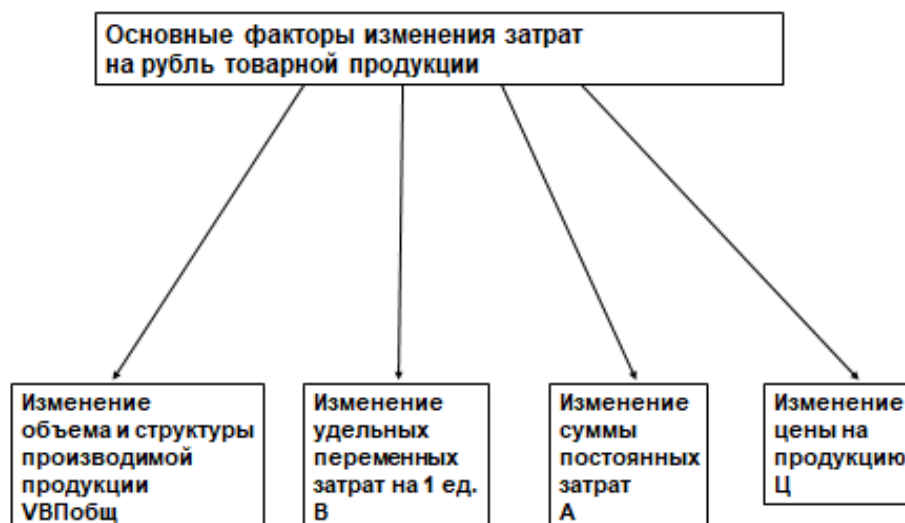 Основные факторы изменения затрат
на рубль товарной продукции
Изменение
объема и структуры
производимой
продукции
VВПобщ
Изменение
удельных
переменных
затрат на 1 ед.
В
Изменение
суммы
постоянных
затрат
А
Изменение
цены на
продукцию
Ц